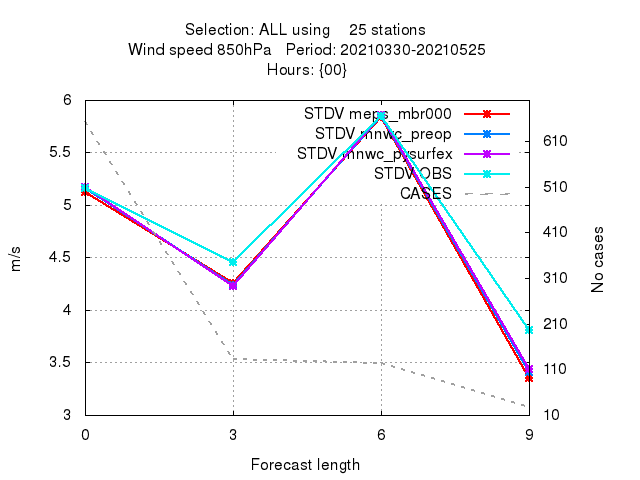 Selection: ALL using 25 stations
Wind speed 850hPa Period: 20210330-20210525
Hours: {00}
6
5.5
5
4.5
4
3.5
3
m/s
STDV meps_mbr000
STDV mnwc_preop
STDV mnwc_pysurfex
STDV OBS
CASES
610
510
410
310
210
110
10
No cases
0 3 6 9
Forecast length